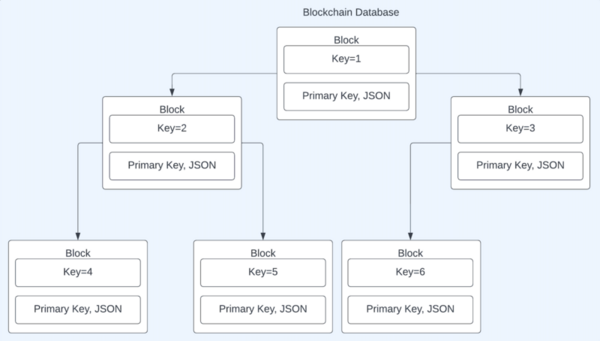 Blockchain Database
Block
Key=1
Primary Key, JSON
Block
Key=2
Primary Key, JSON
Block
Key=3
Primary Key, JSON
Block
Key=4
Primary Key, JSON
Block
Key=5
Primary Key, JSON
Block
Key=6
Primary Key, JSON